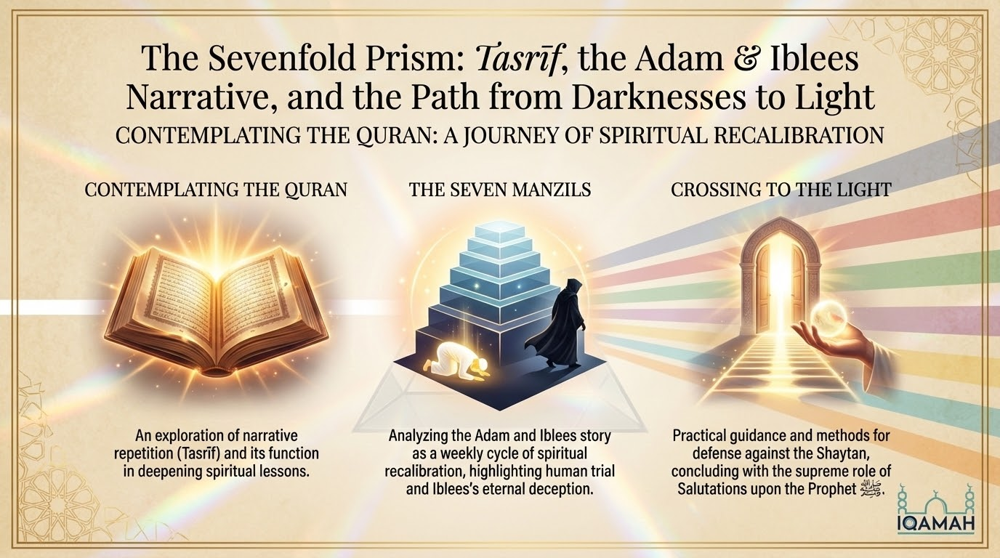 The Sevenfold Prism: Tasrīf, the Adam & Iblees
Narrative, and the Path from Darknesses to Light
CONTEMPLATING THE QURAN: A JOURNEY OF SPIRITUAL RECALIBRATION
CONTEMPLATING THE QURAN
An exploration of narrative
repetition (Tasrīf) and its function
in deepening spiritual lessons.
THE SEVEN MANZILS
Analyzing the Adam and Iblees story
as a weekly cycle of spiritual
recalibration, highlighting human trial
and Iblees's eternal deception.
CROSSING TO THE LIGHT
Practical guidance and methods for
defense against the Shaytan,
concluding with the supreme role of
Salutations upon the Prophet ﷺ.
IQAMAH